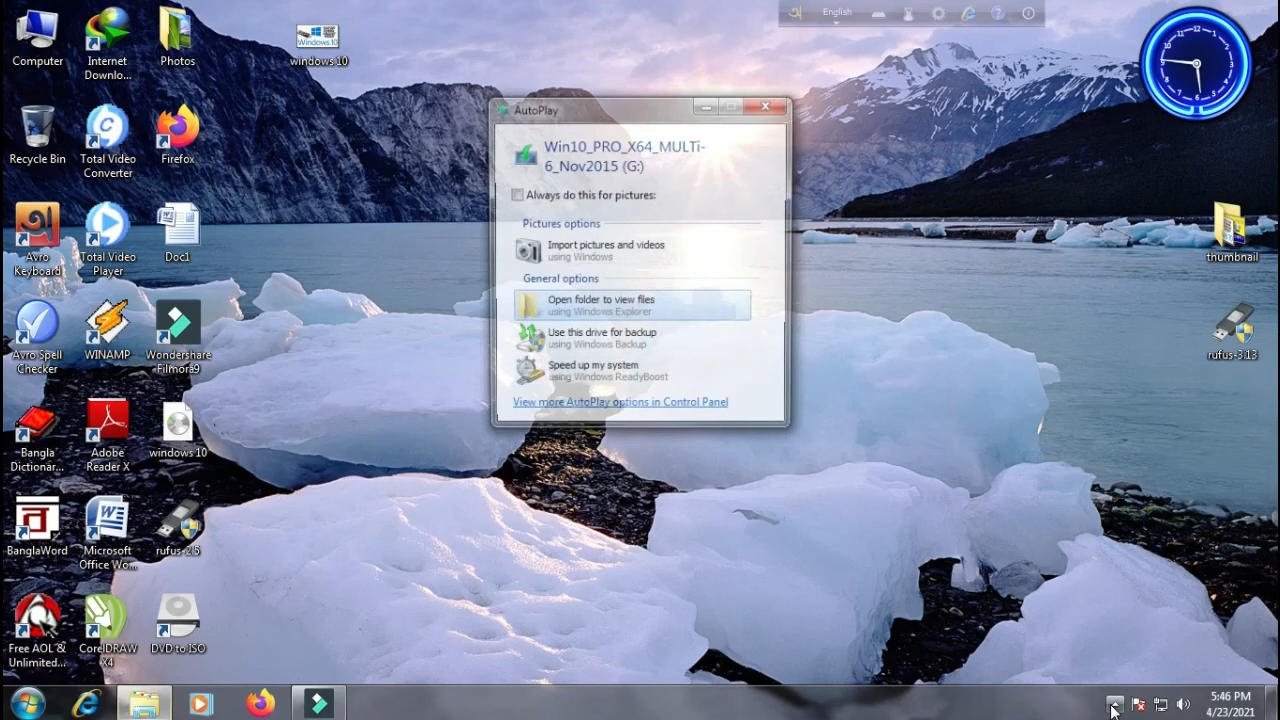 Computer
Internet
Downlo...
Photos
windows 10
Recycle Bin
Total Video
Converter
Firefox
Avro
Keyboard
Total Video
Player
Doc1
Avro Spell
Checker
WINAMP
Wondershare
Filmora9
Bangla
Dictionar...
Adobe
Reader X
windows 10
BanglaWord
Microsoft
Office Wo...
rufus-2.5
Free AOL &
Unlimited...
CorelDRAW
X4
DVD to ISO
English
AutoPlay
Win10_PRO_X64_MULTi-
6_Nov2015 (G:)
Always do this for pictures:
Pictures options
Import pictures and videos
using Windows
General options
Open folder to view files
using Windows Explorer
Use this drive for backup
using Windows Backup
Speed up my system
using Windows ReadyBoost
View more AutoPlay options in Control Panel
thumbnail
rufus-3.13
5:46 PM
4/23/2021